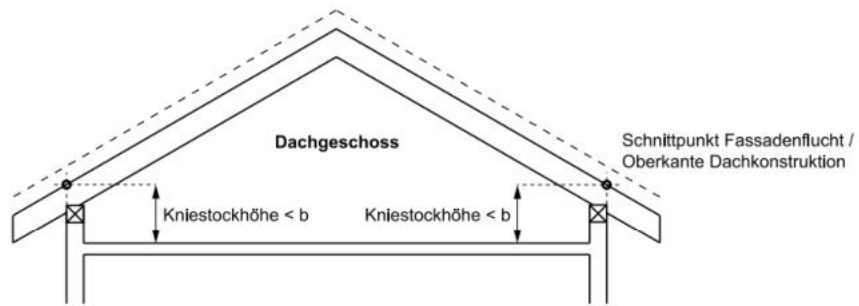 Dachgeschoss
Schnittpunkt Fassadenflucht /
Oberkante Dachkonstruktion
Kniestockhöhe < b
Kniestockhöhe < b